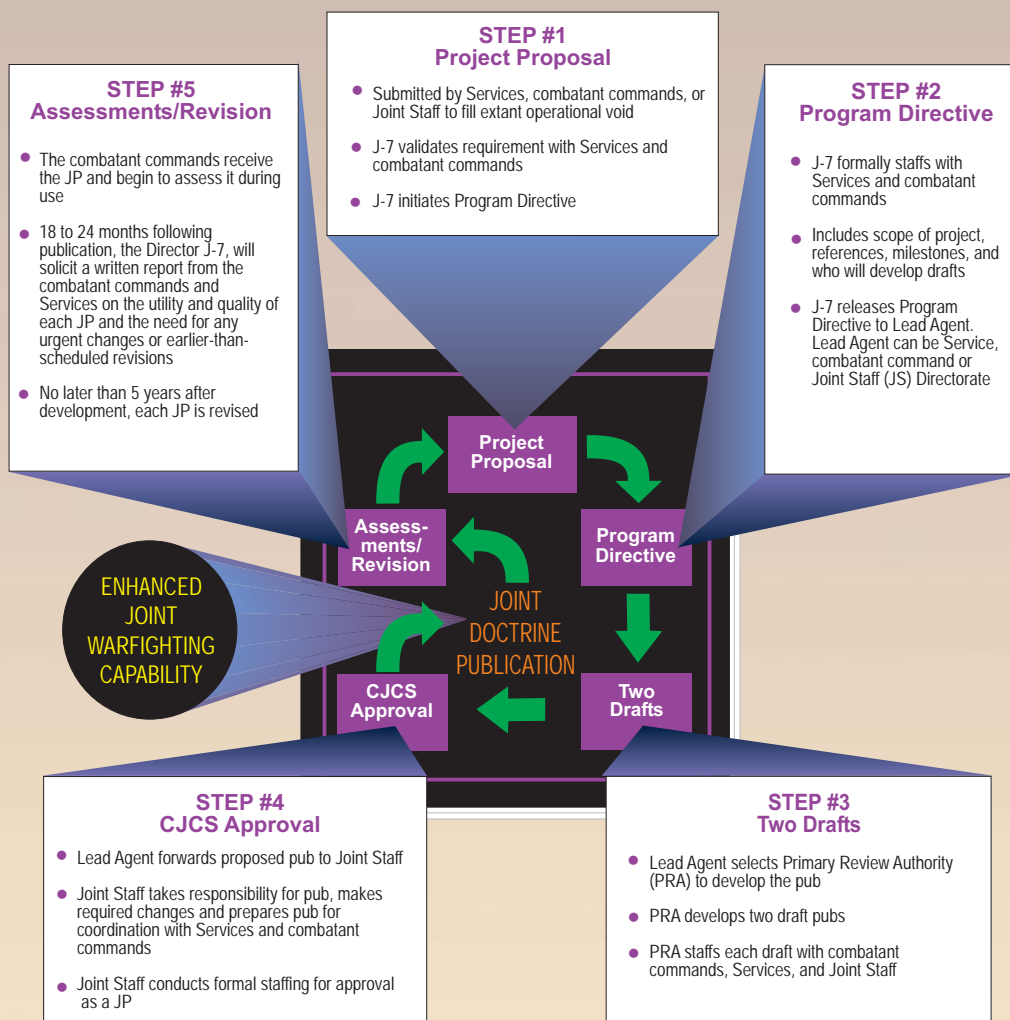 STEP #1
Project Proposal
Submitted by Services, combatant commands, or
Joint Staff to fill extant operational void
J-7 validates requirement with Services and
combatant commands
J-7 initiates Program Directive
STEP #5
Assessments/Revision
The combatant commands receive
the JP and begin to assess it during
use
18 to 24 months following
publication, the Director J-7, will
solicit a written report from the
combatant commands and
Services on the utility and quality of
each JP and the need for any
urgent changes or earlier-than-
scheduled revisions
No later than 5 years after
development, each JP is revised
STEP #2
Program Directive
J-7 formally staffs with
Services and combatant
commands
Includes scope of project,
references, milestones, and
who will develop drafts
J-7 releases Program
Directive to Lead Agent.
Lead Agent can be Service,
combatant command or
Joint Staff (JS) Directorate
Project
Proposal
Assess-
ments/
Revision
Program
Directive
ENHANCED
JOINT
WARFIGHTING
CAPABILITY
JOINT
DOCTRINE
PUBLICATION
CJCS
Approval
Two
Drafts
STEP #4
CJCS Approval
Lead Agent forwards proposed pub to Joint Staff
Joint Staff takes responsibility for pub, makes
required changes and prepares pub for
coordination with Services and combatant
commands
Joint Staff conducts formal staffing for approval
as a JP
STEP #3
Two Drafts
Lead Agent selects Primary Review Authority
(PRA) to develop the pub
PRA develops two draft pubs
PRA staffs each draft with combatant
commands, Services, and Joint Staff